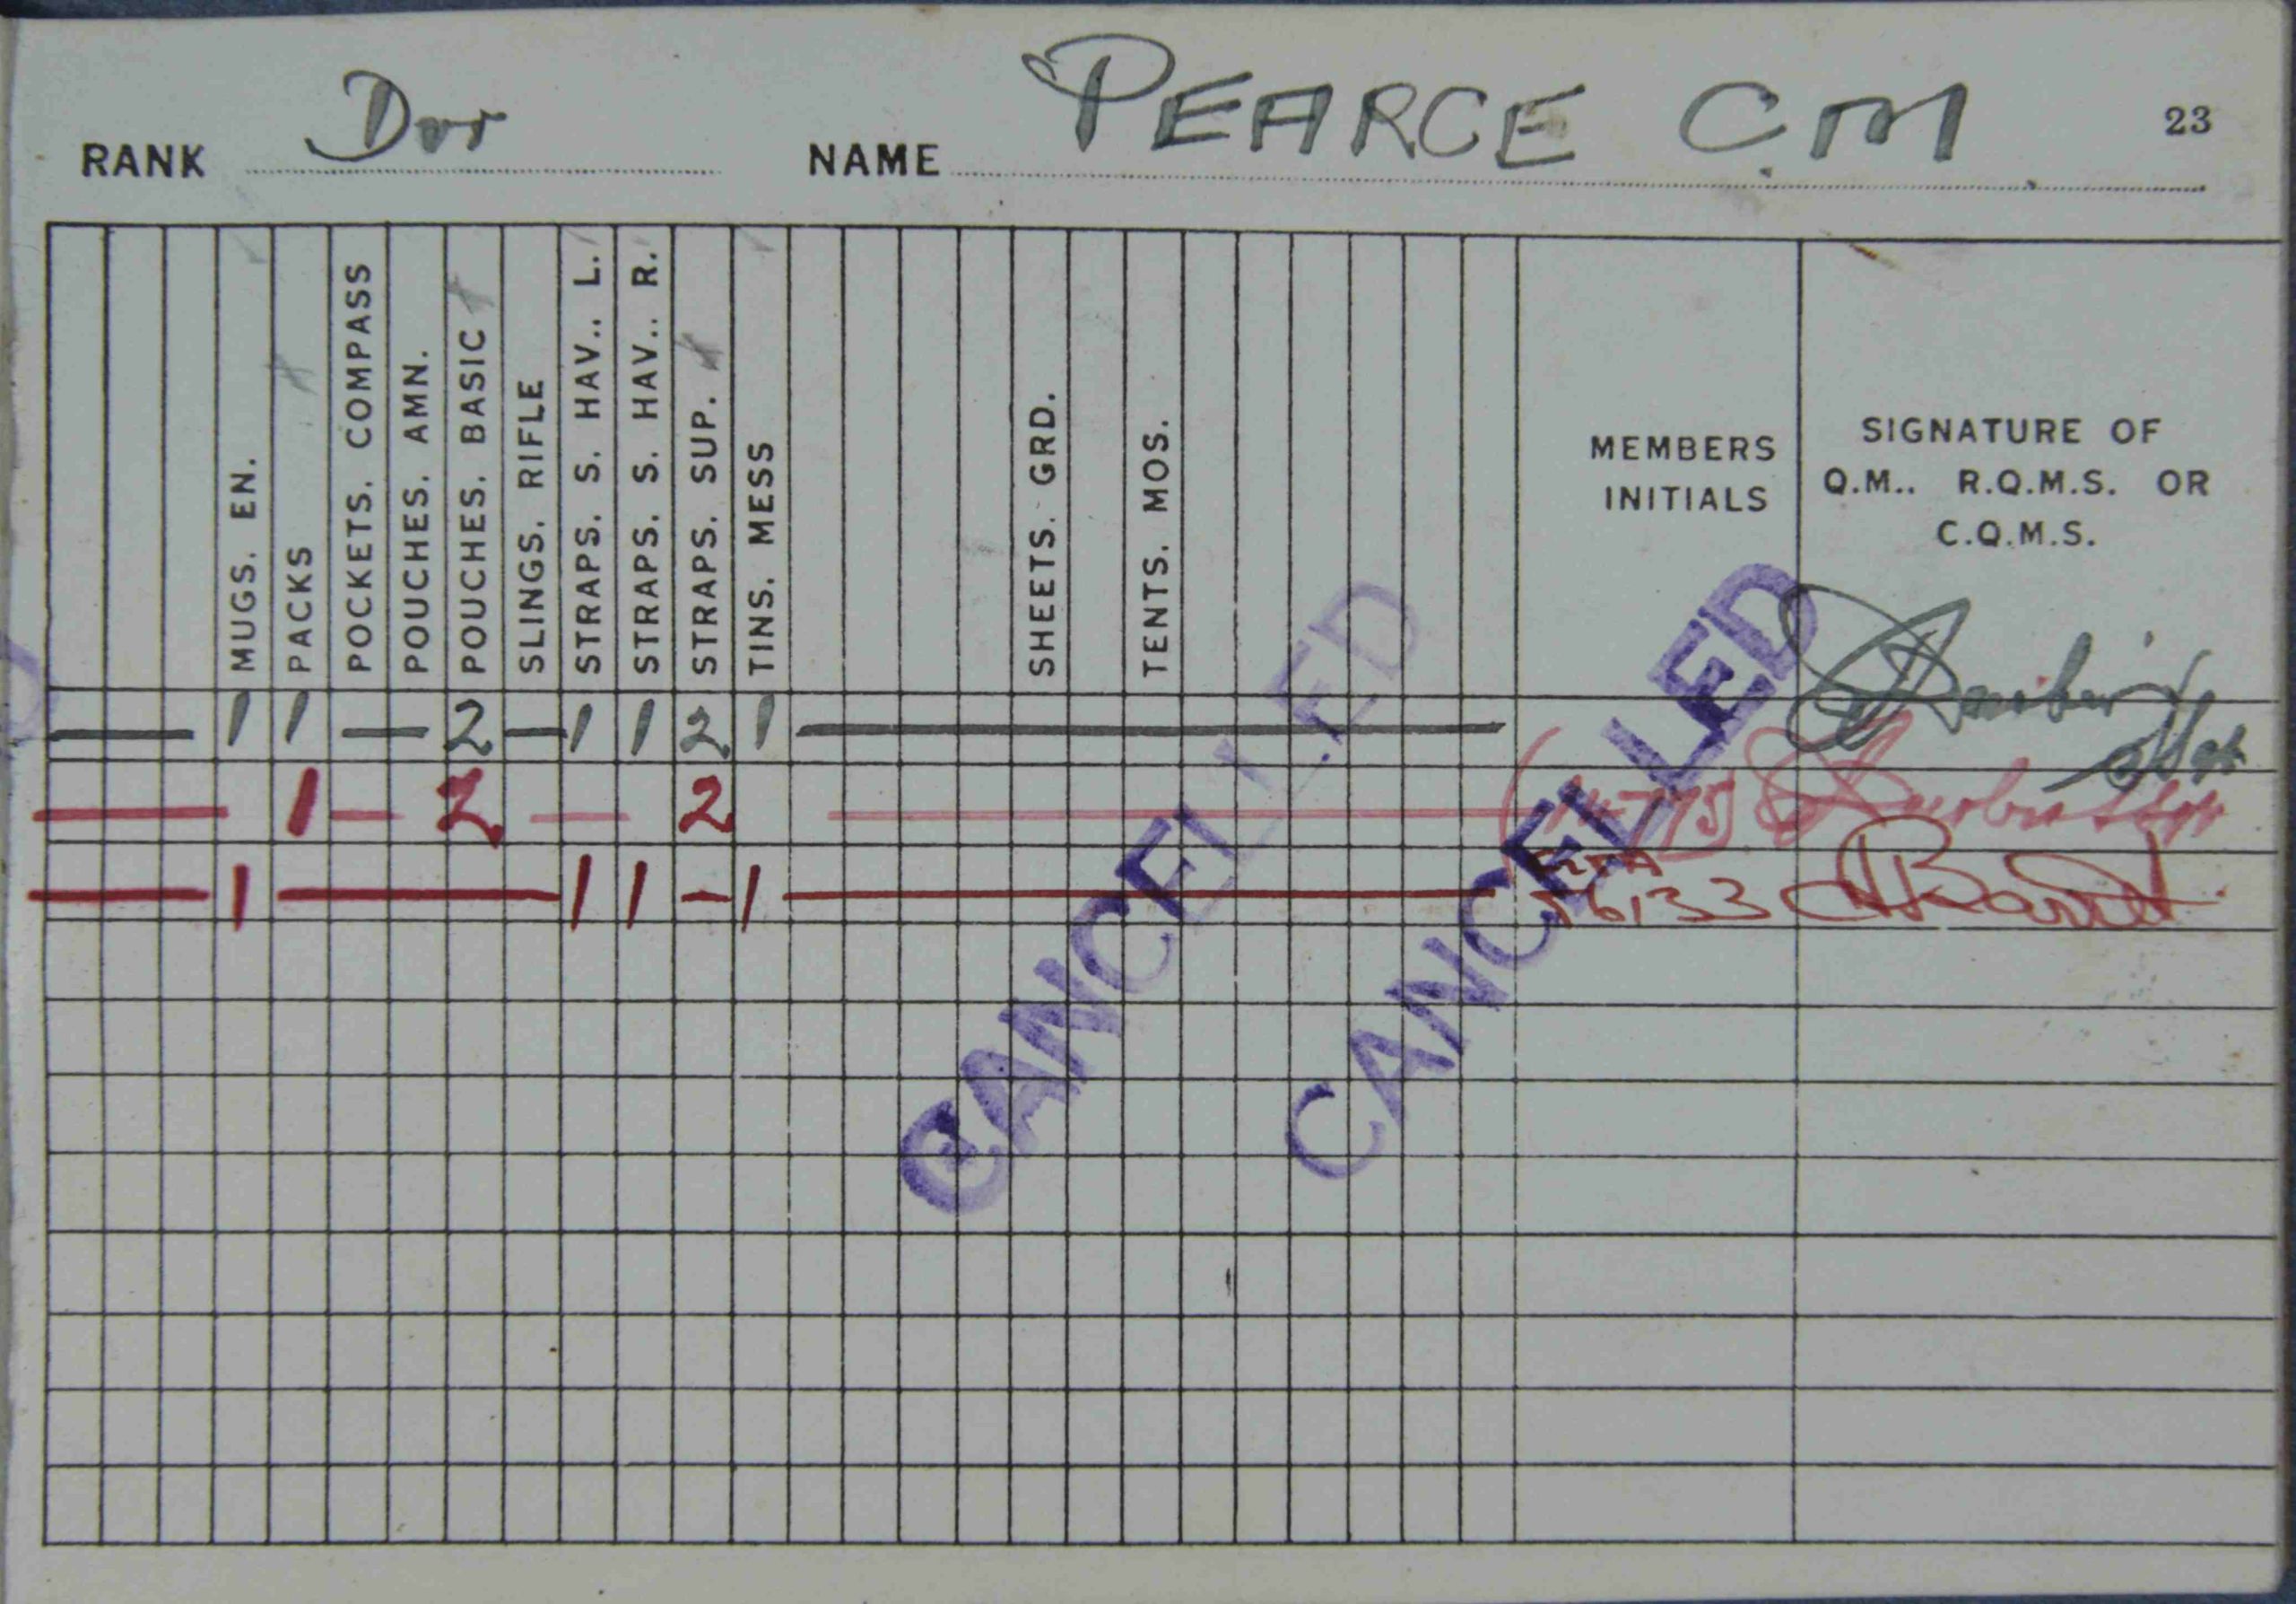 RANK Dvr NAME PEARCE C.M. 23
MUGS. EN.
PACKS
POCKETS. COMPASS
POUCHES. AMN.
POUCHES. BASIC
SLINGS. RIFLE
STRAPS. S. HAV.. L.
STRAPS. S. HAV.. R.
STRAPS. SUP.
TINS. MESS
SHEETS. GRD.
TENTS. MOS.
MEMBERS
INITIALS
SIGNATURE OF
Q.M.. R.Q.M.S. OR
C.Q.M.S.
— 1 1 — 2 — 1 1 2 1 —
— 1 — 2 — 2 —
— 1 — 1 1 — 1 — 16133
CANCELLED
CANCELLED